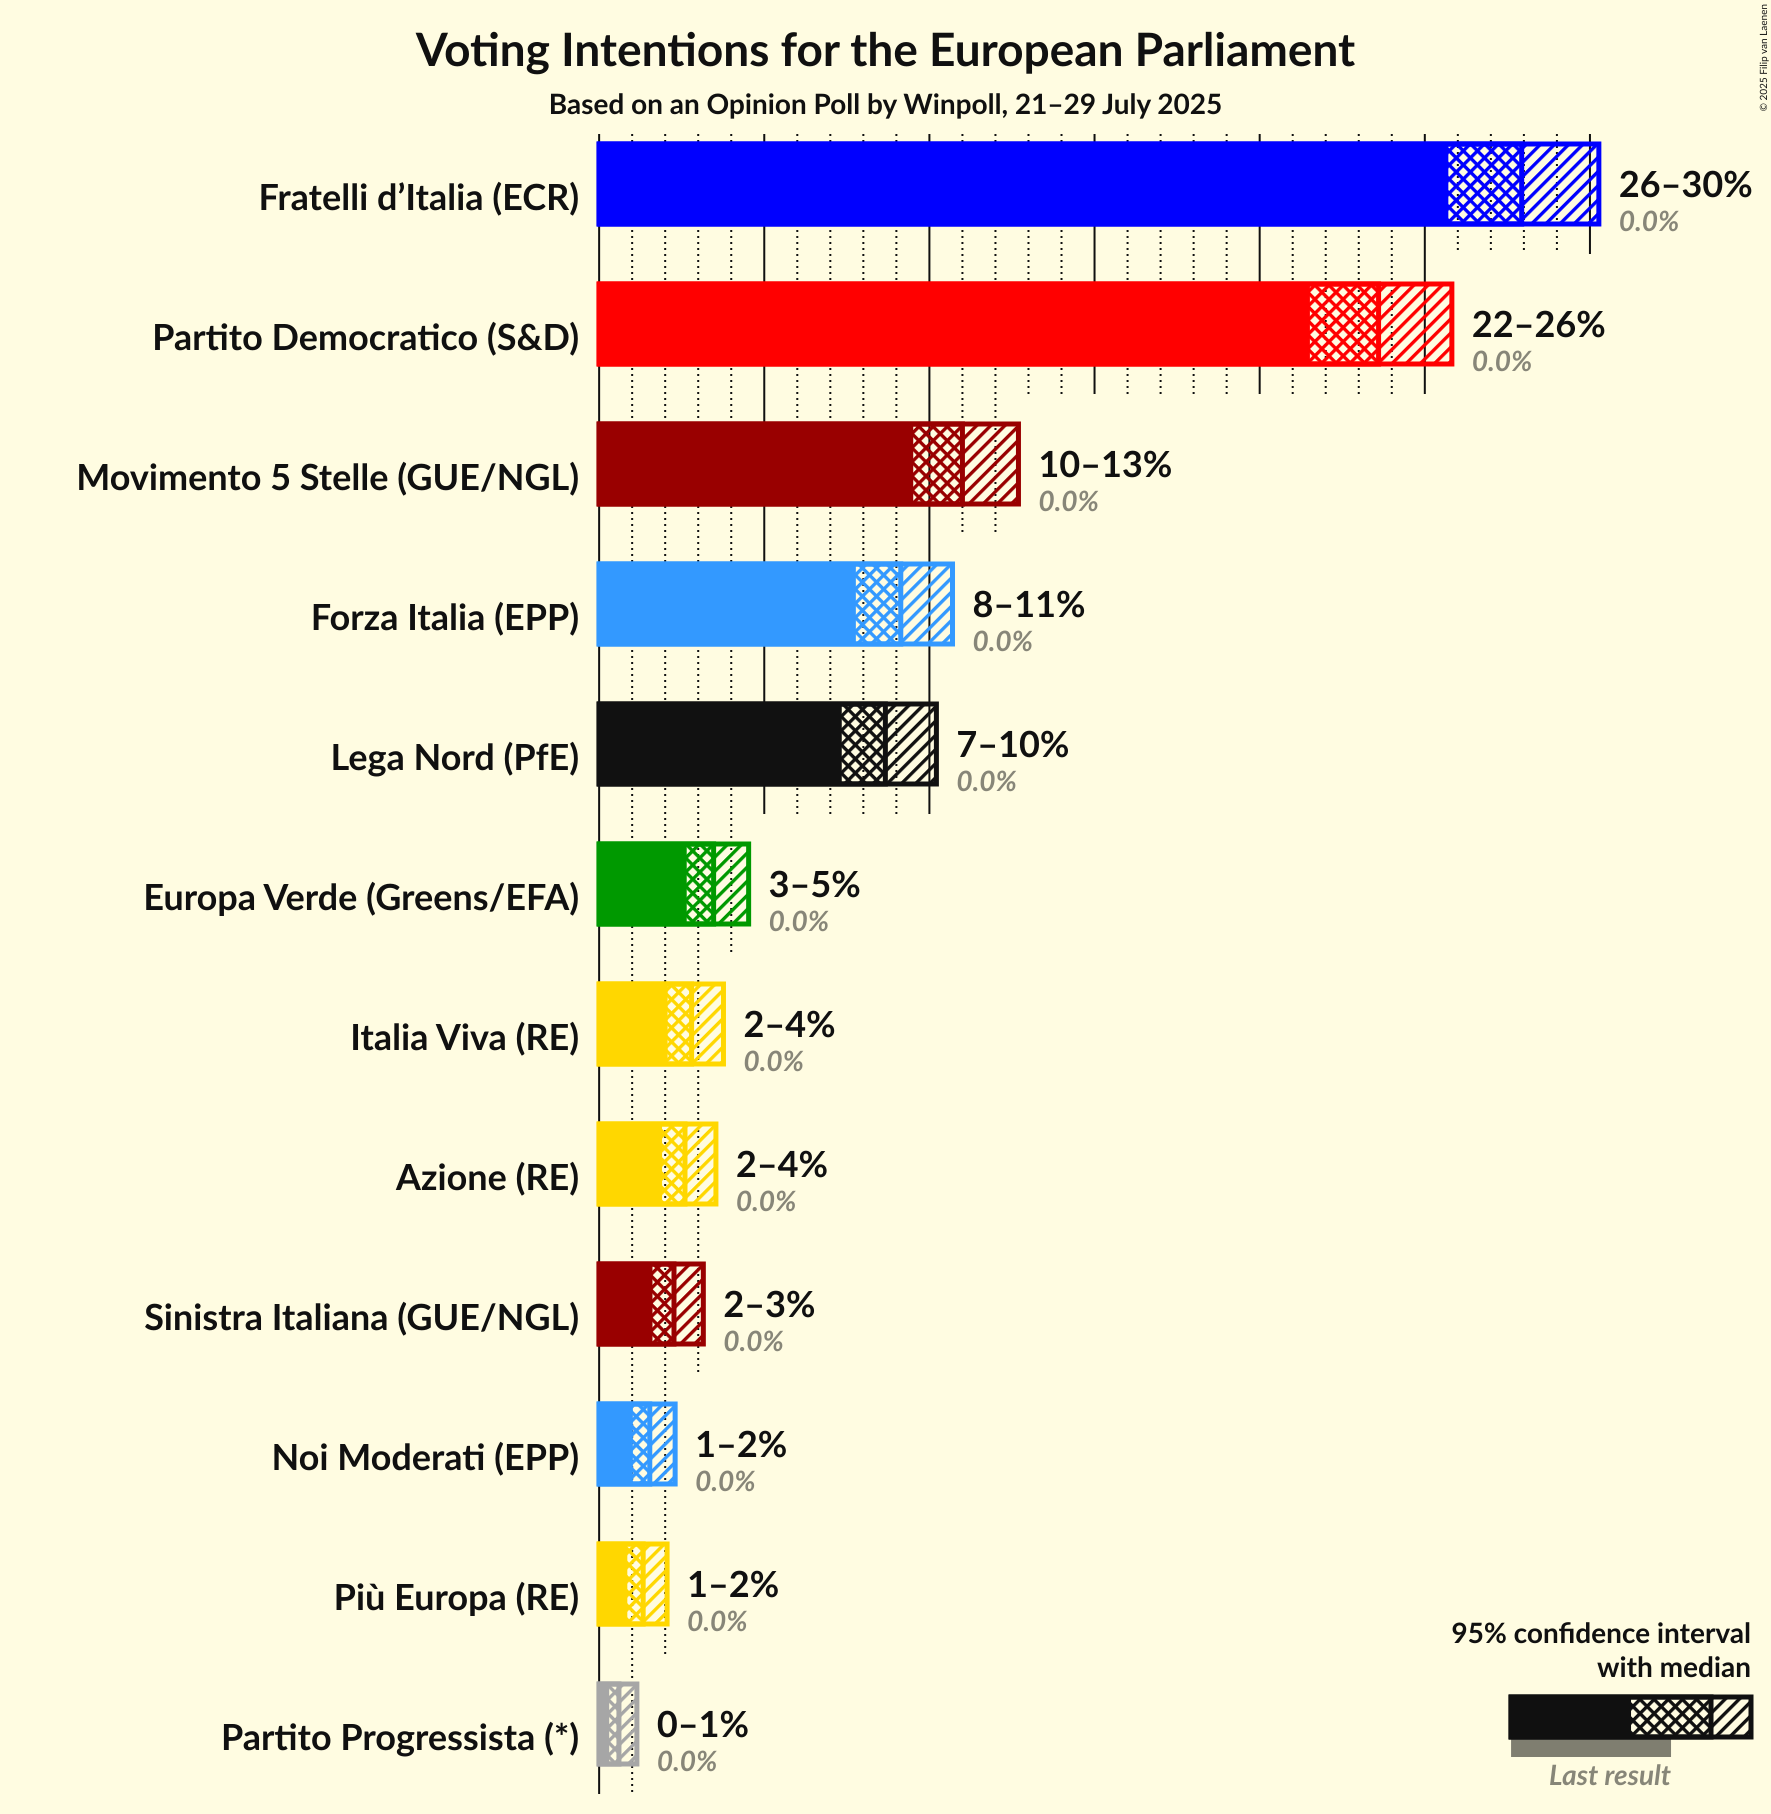 Voting Intentions for the European Parliament
Based on an Opinion Poll by Winpoll, 21–29 July 2025
© 2025 Filip van Laenen
Fratelli d’Italia (ECR)
26–30%
0.0%
Partito Democratico (S&D)
22–26%
0.0%
Movimento 5 Stelle (GUE/NGL)
10–13%
0.0%
Forza Italia (EPP)
8–11%
0.0%
Lega Nord (PfE)
7–10%
0.0%
Europa Verde (Greens/EFA)
3–5%
0.0%
Italia Viva (RE)
2–4%
0.0%
Azione (RE)
2–4%
0.0%
Sinistra Italiana (GUE/NGL)
2–3%
0.0%
Noi Moderati (EPP)
1–2%
0.0%
Più Europa (RE)
1–2%
0.0%
Partito Progressista (*)
0–1%
0.0%
95% confidence interval
with median
Last result